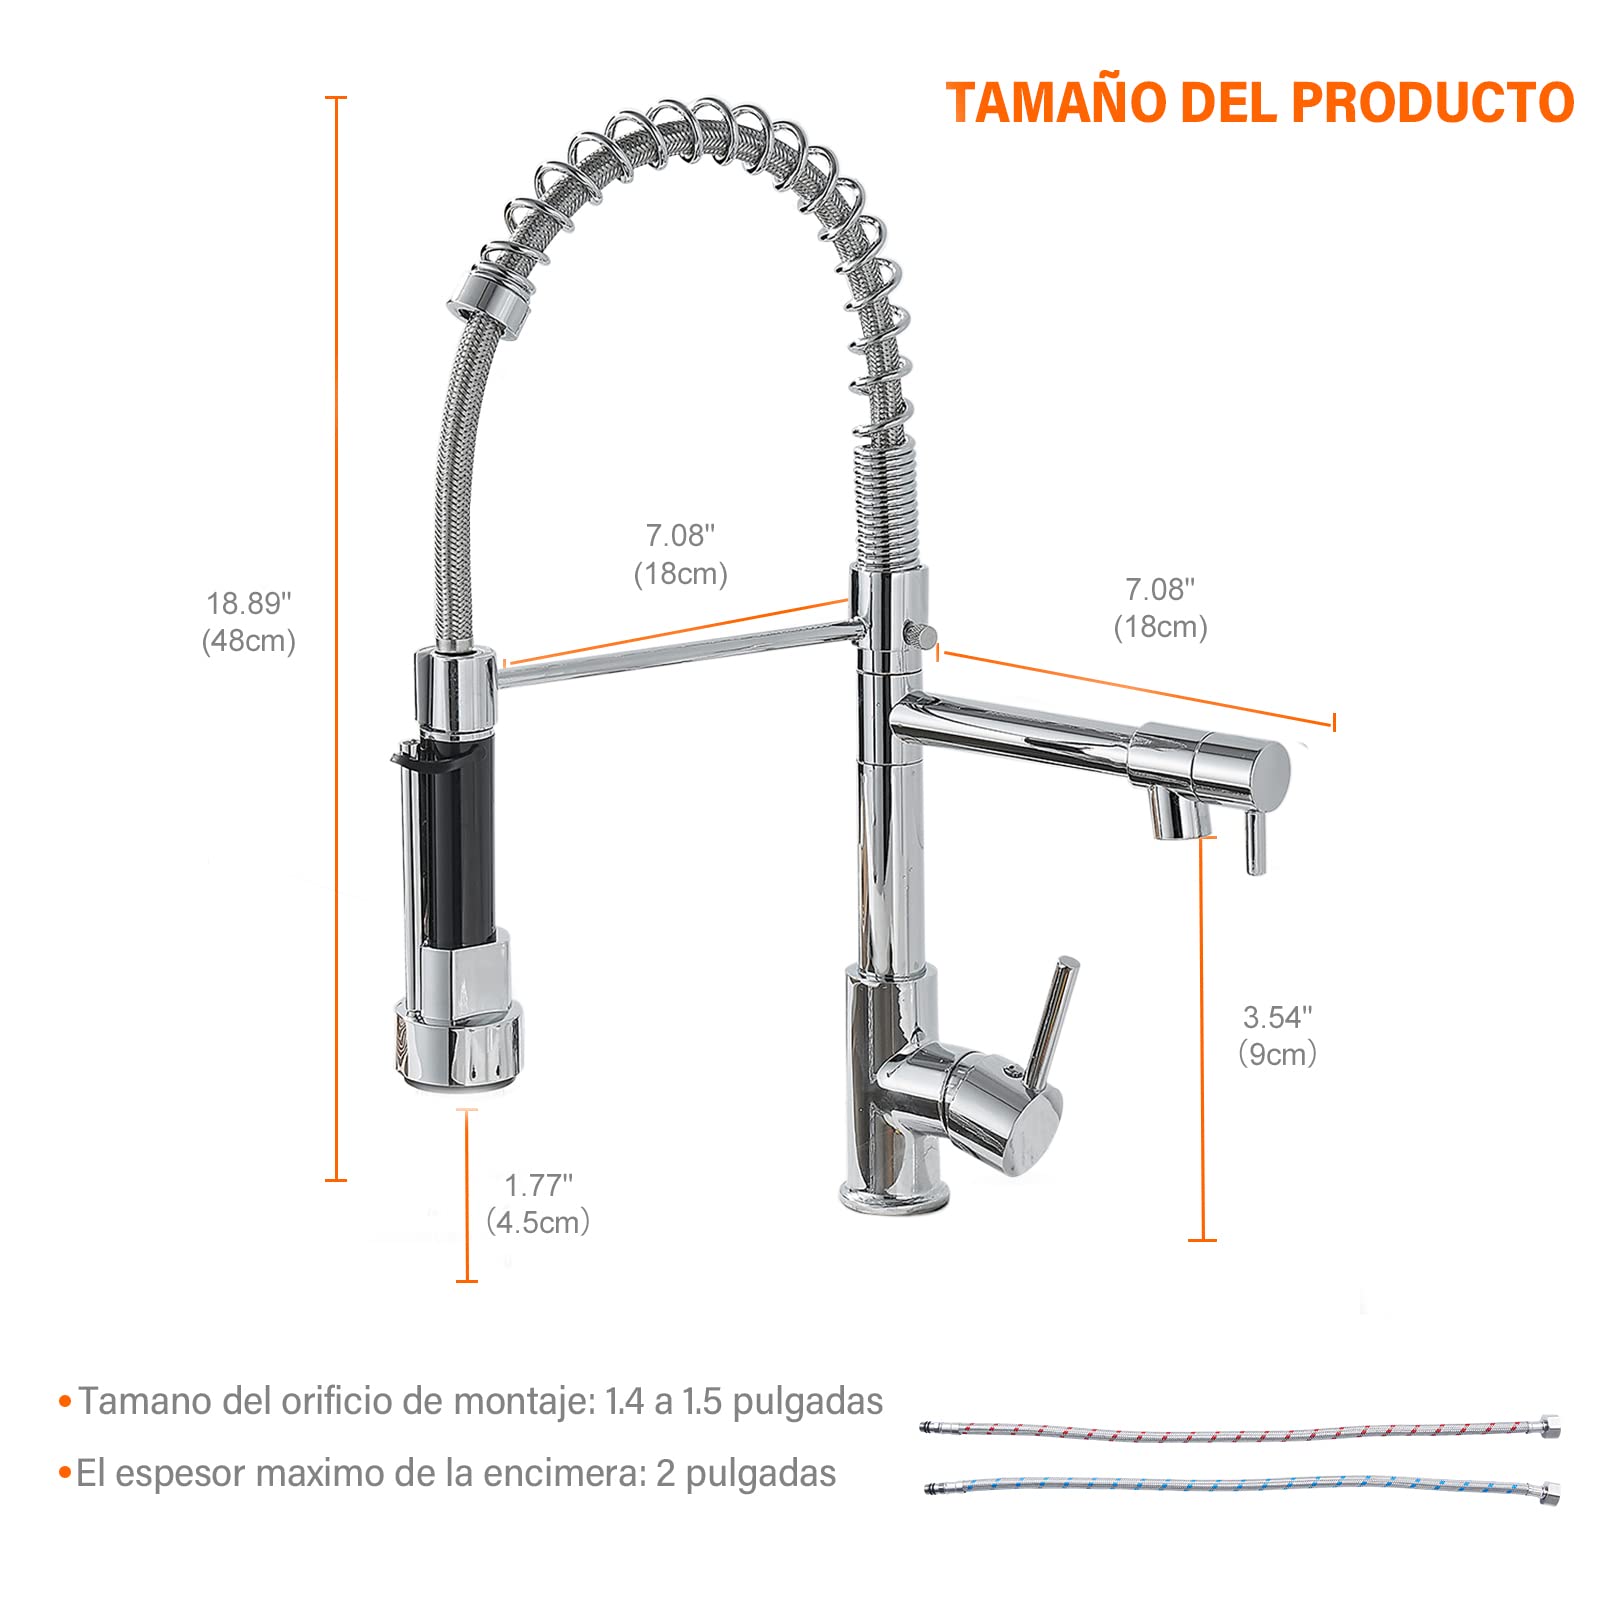 TAMAÑO DEL PRODUCTO
7.08"
(18cm)
7.08"
(18cm)
18.89"
(48cm)
3.54"
(9cm)
1.77"
(4.5cm)
•Tamano del orificio de montaje: 1.4 a 1.5 pulgadas
•El espesor maximo de la encimera: 2 pulgadas